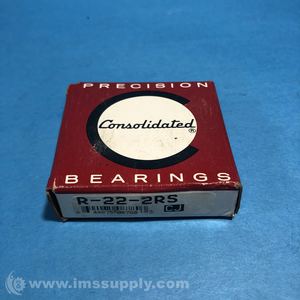 PRECISION
Consolidated®
BEARINGS
R-22-2RS
CJ
© www.imssupply.com